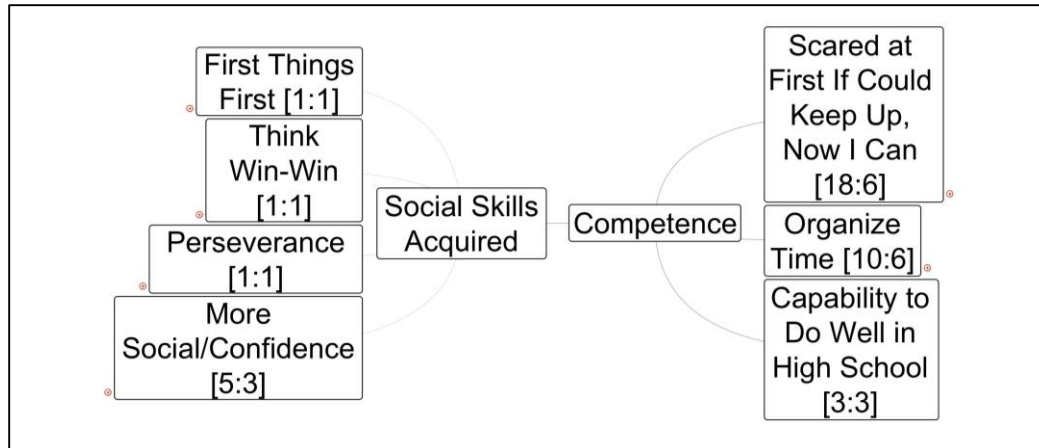 First Things
First [1:1]
Think
Win-Win
[1:1]
Perseverance
[1:1]
More
Social/Confidence
[5:3]
Social Skills
Acquired
Competence
Scared at
First If Could
Keep Up,
Now I Can
[18:6]
Organize
Time [10:6]
Capability to
Do Well in
High School
[3:3]